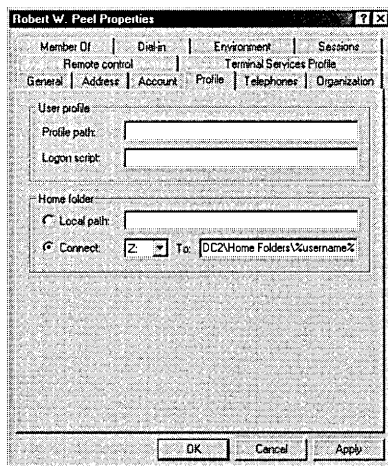 Robert W. Peel Properties
Member Of Dial-in Environment Sessions
Remote control Terminal Services Profile
General Address Account Profile Telephones Organization
User profile
Profile path:
Logon script:
Home folder
Local path:
Connect: Z: To: DC2\Home Folders\%username%
OK Cancel Apply